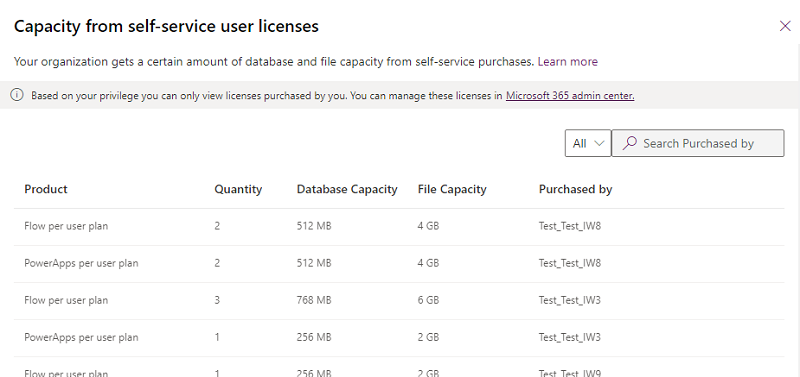 Capacity from self-service user licenses
Your organization gets a certain amount of database and file capacity from self-service purchases. Learn more
Based on your privilege you can only view licenses purchased by you. You can manage these licenses in Microsoft 365 admin center.
All Search Purchased by
Product Quantity Database Capacity File Capacity Purchased by
Flow per user plan 2 512 MB 4 GB Test_Test_IW8
PowerApps per user plan 2 512 MB 4 GB Test_Test_IW8
Flow per user plan 3 768 MB 6 GB Test_Test_IW3
PowerApps per user plan 1 256 MB 2 GB Test_Test_IW3
Flow per user plan 1 256 MB 2 GB Test_Test_IW9